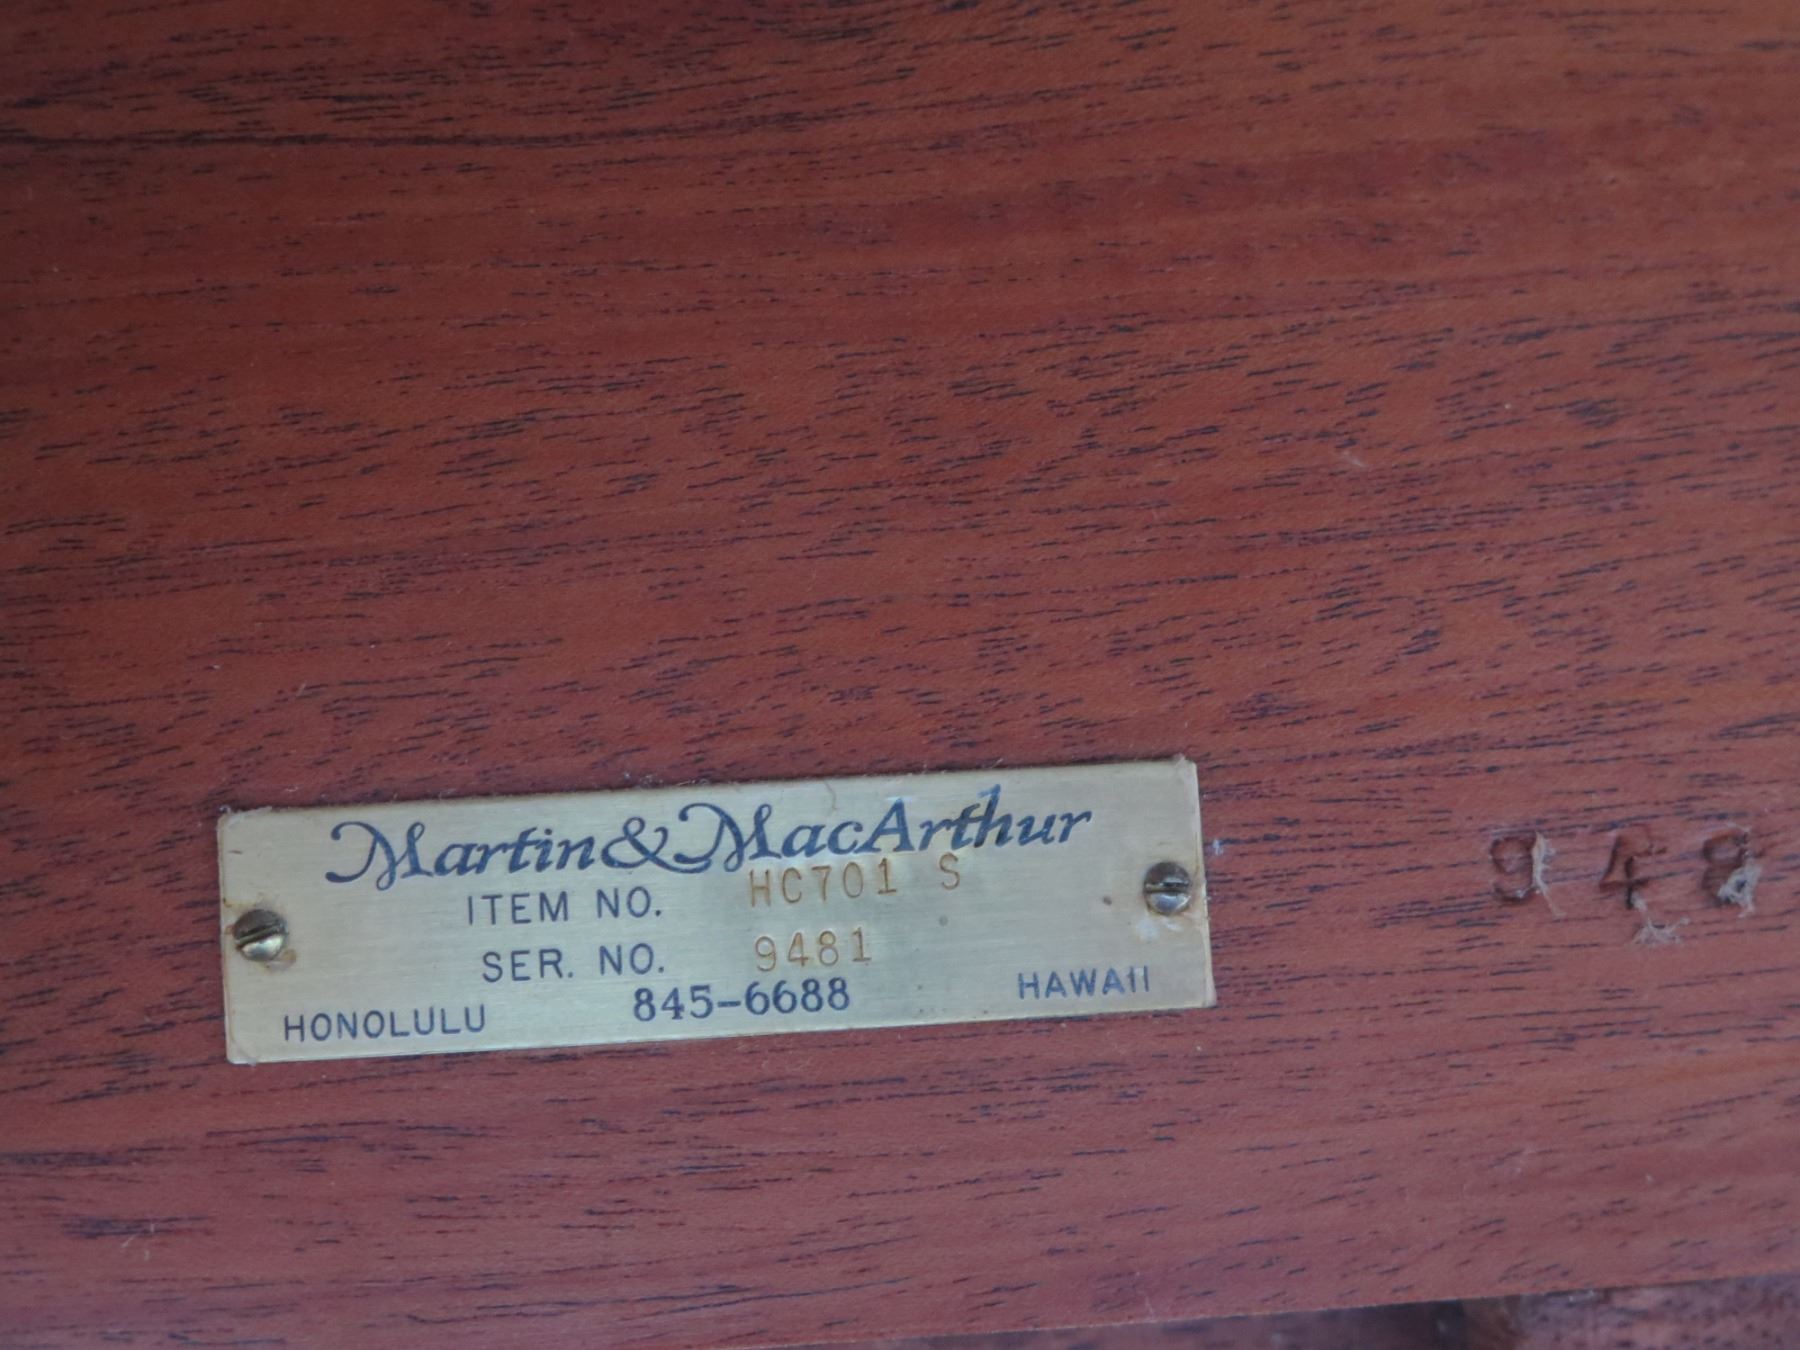 Martin & MacArthur
ITEM NO. HC701 S
SER. NO. 9481
HONOLULU 845-6688 HAWAII
948